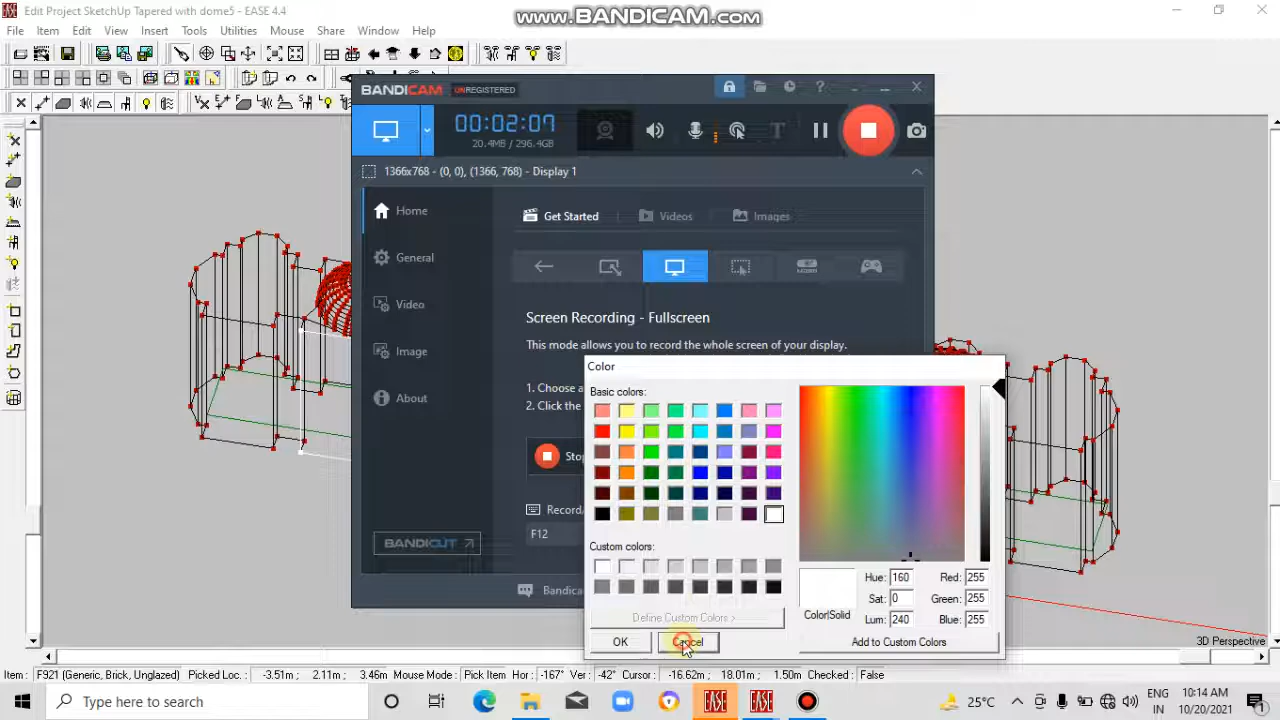 Edit Project SketchUp Tapered with dome5 - EASE 4.4
www.BANDICAM.com
File Item Edit View Insert Tools Utilities Mouse Share Window Help
BANDICAM UNREGISTERED
00:02:07
20.4MB / 296.4GB
1366x768 - (0, 0), (1366, 768) - Display 1
Home
General
Video
Image
About
BANDICUT
Get Started Videos Images
Screen Recording - Fullscreen
This mode allows you to record the whole screen of your display.
1. Choose a
2. Click the
Sto
Record/
F12
Bandica
Color
Basic colors:
Custom colors:
Define Custom Colors >
OK Cancel
Color|Solid
Hue: 160 Red: 255
Sat: 0 Green: 255
Lum: 240 Blue: 255
Add to Custom Colors
3D Perspective
Item : F921 (Generic, Brick, Unglazed) Picked Loc.: -3.51m 2.11m 3.46m Mouse Mode : Pick Item Hor : -167° Ver : -42° Cursor : -16.62m 18.01m 1.50m Accepted : False
Type here to search
EASE EASE
25°C
ENG
IN
10:14 AM
10/20/2021